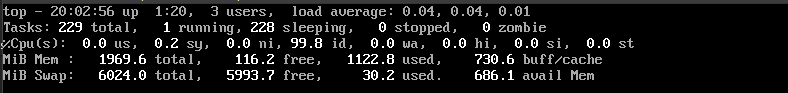 top - 20:02:56 up  1:20,  3 users,  load average: 0.04, 0.04, 0.01
Tasks: 229 total,   1 running, 228 sleeping,   0 stopped,   0 zombie
%Cpu(s):  0.0 us,  0.2 sy,  0.0 ni, 99.8 id,  0.0 wa,  0.0 hi,  0.0 si,  0.0 st
MiB Mem :   1969.6 total,    116.2 free,   1122.8 used,    730.6 buff/cache
MiB Swap:   6024.0 total,   5993.7 free,     30.2 used.    686.1 avail Mem